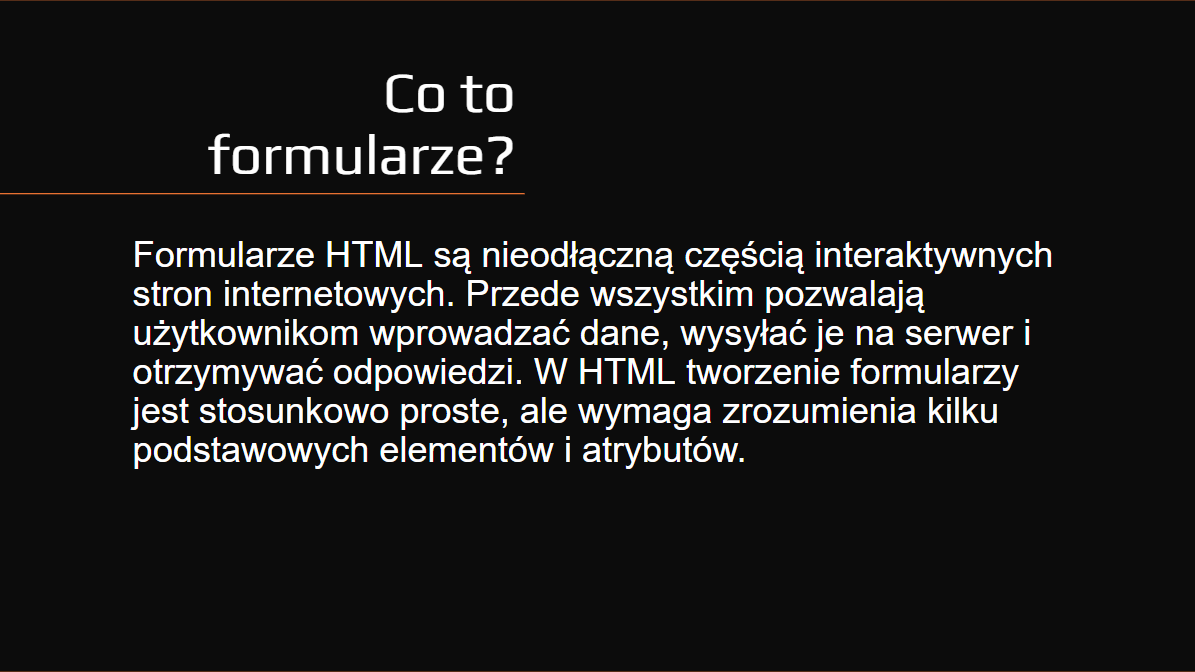 Co to
formularze?
Formularze HTML są nieodłączną częścią interaktywnych
stron internetowych. Przede wszystkim pozwalają
użytkownikom wprowadzać dane, wysyłać je na serwer i
otrzymywać odpowiedzi. W HTML tworzenie formularzy
jest stosunkowo proste, ale wymaga zrozumienia kilku
podstawowych elementów i atrybutów.